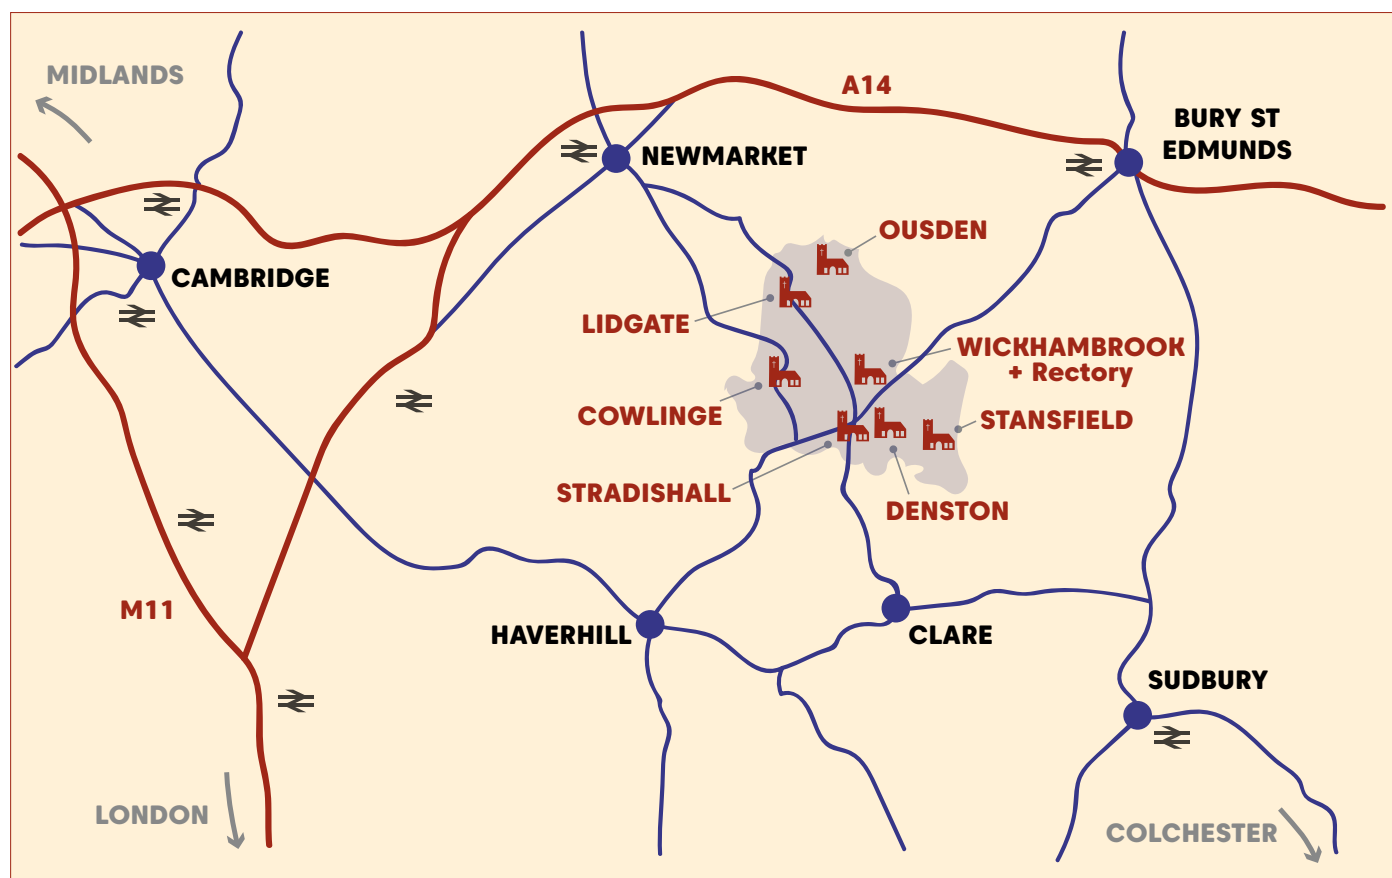 MIDLANDS
A14
BURY ST
EDMUNDS
NEWMARKET
OUSDEN
CAMBRIDGE
LIDGATE
WICKHAMBROOK
+ Rectory
COWLINGE
STANSFIELD
STRADISHALL
DENSTON
M11
HAVERHILL
CLARE
SUDBURY
LONDON
COLCHESTER